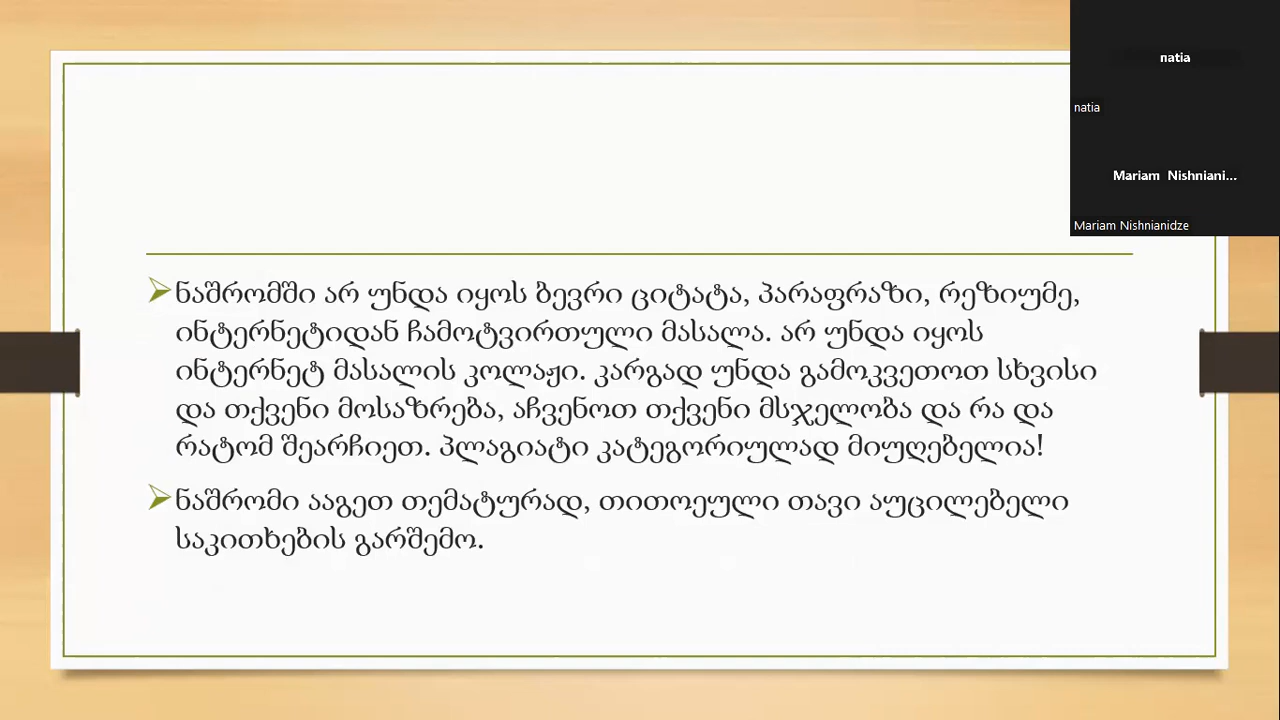 natia
natia
Mariam Nishniani...
Mariam Nishnianidze
ნაშრომში არ უნდა იყოს ბევრი ციტატა, პარაფრაზი, რეზიუმე,
ინტერნეტიდან ჩამოტვირთული მასალა. არ უნდა იყოს
ინტერნეტ მასალის კოლაჟი. კარგად უნდა გამოკვეთოთ სხვისი
და თქვენი მოსაზრება, აჩვენოთ თქვენი მსჯელობა და რა და
რატომ შეარჩიეთ. პლაგიატი კატეგორიულად მიუღებელია!
ნაშრომი ააგეთ თემატურად, თითოეული თავი აუცილებელი
საკითხების გარშემო.